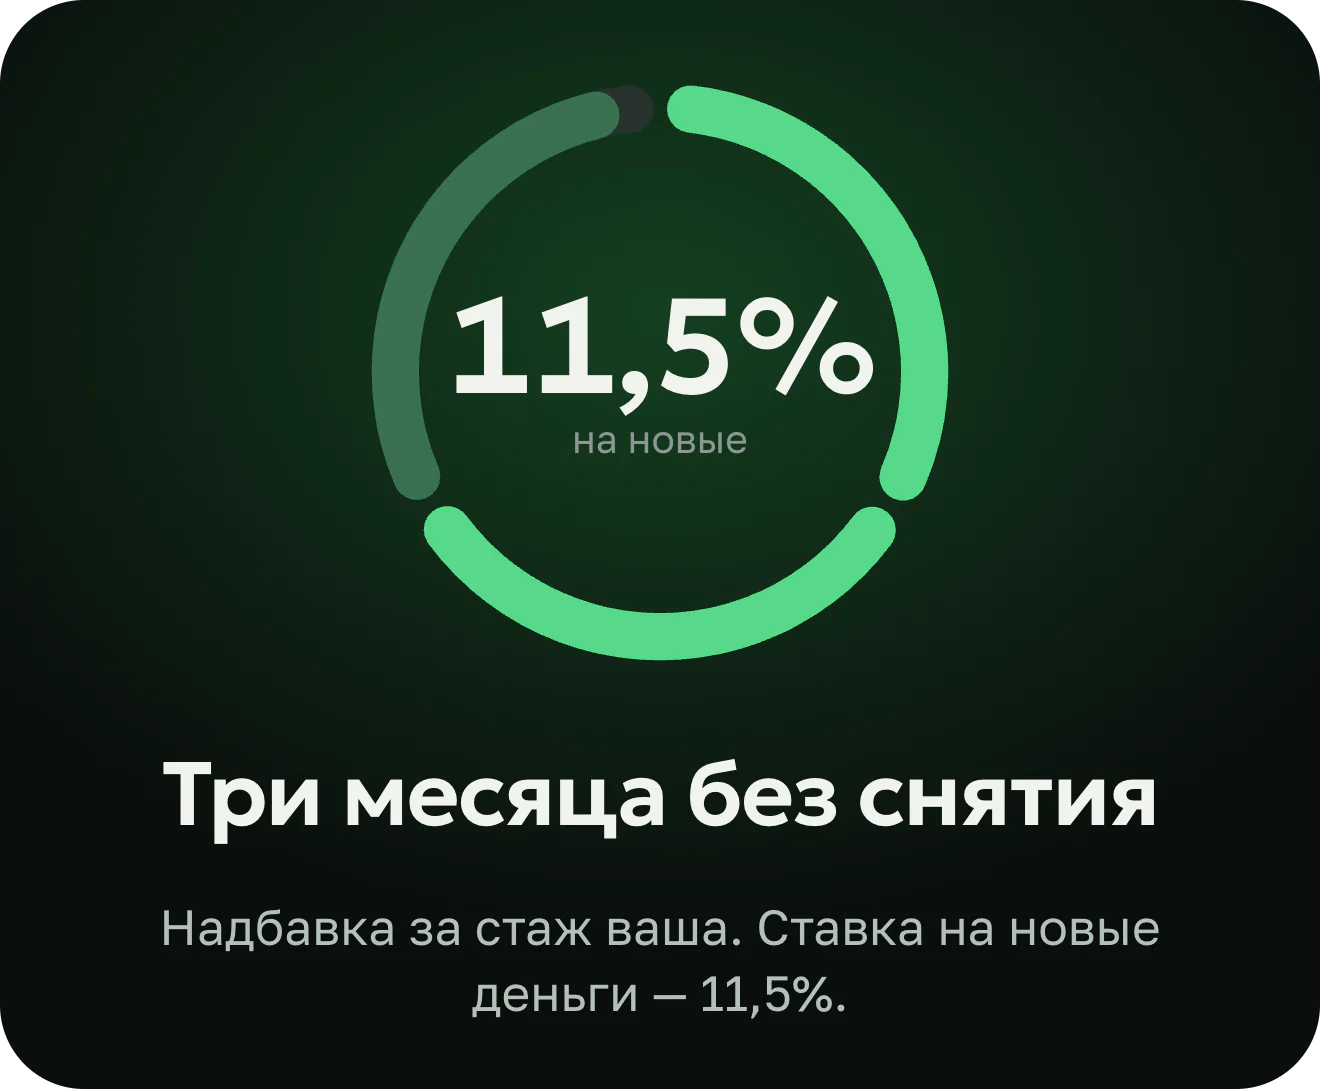 11,5%
на новые
Три месяца без снятия
Надбавка за стаж ваша. Ставка на новые
деньги — 11,5%.